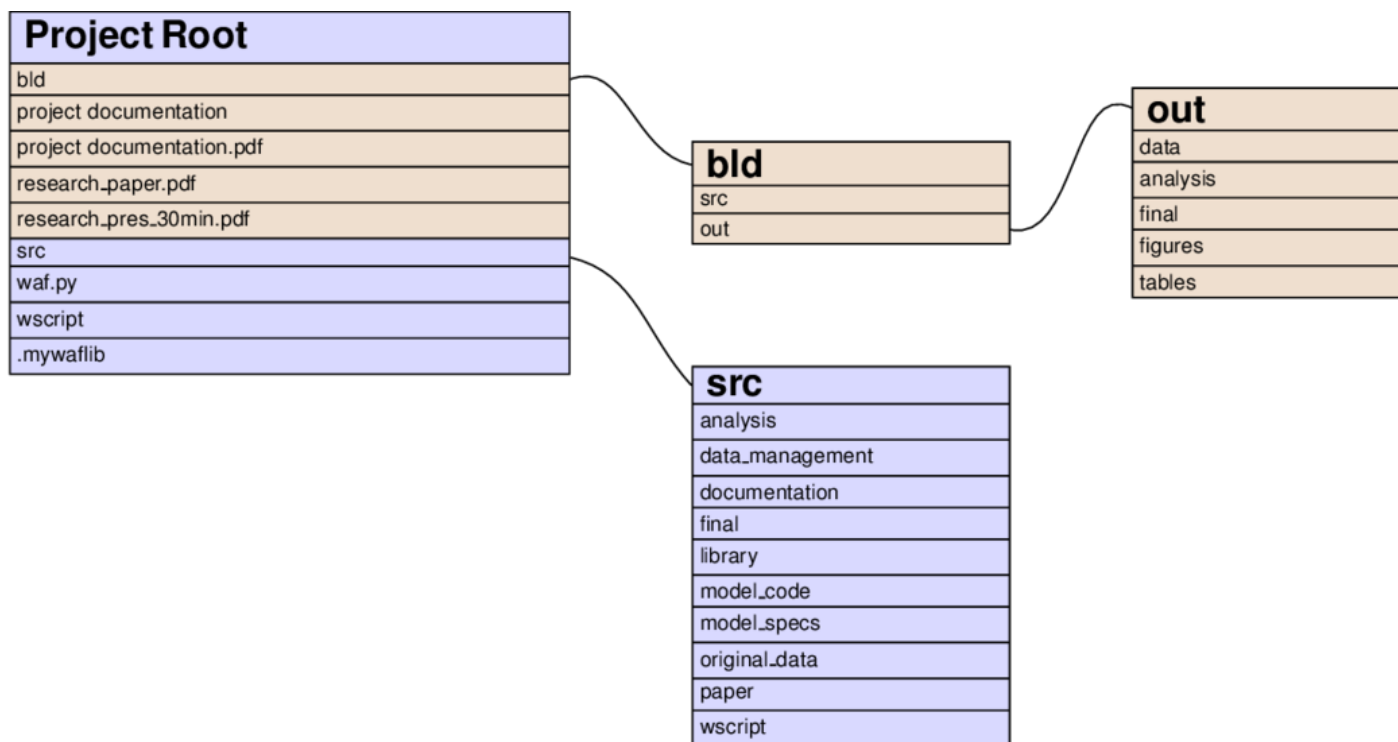 Project Root
bld
project documentation
project documentation.pdf
research_paper.pdf
research_pres_30min.pdf
src
waf.py
wscript
.mywaflib
bld
src
out
out
data
analysis
final
figures
tables
src
analysis
data_management
documentation
final
library
model_code
model_specs
original_data
paper
wscript